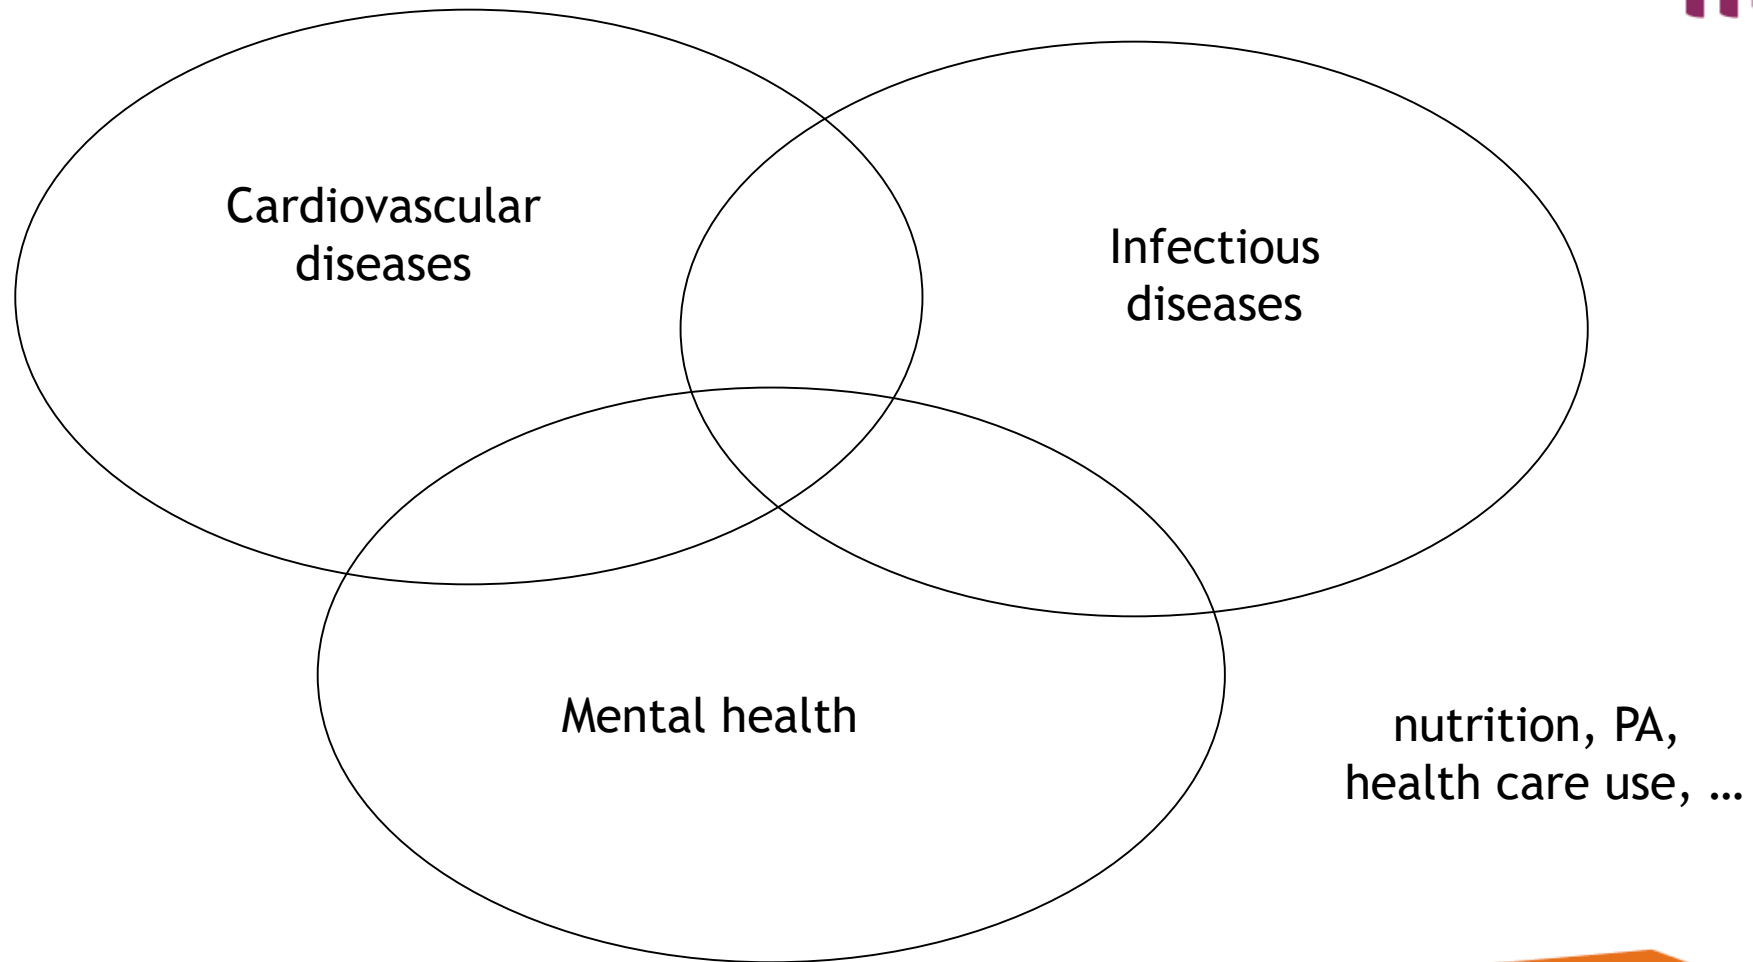 Cardiovascular
diseases
Infectious
diseases
Mental health
nutrition, PA,
health care use, …